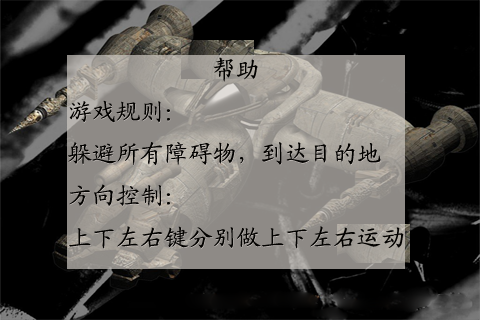 帮助
游戏规则：
躲避所有障碍物，到达目的地
方向控制：
上下左右键分别做上下左右运动